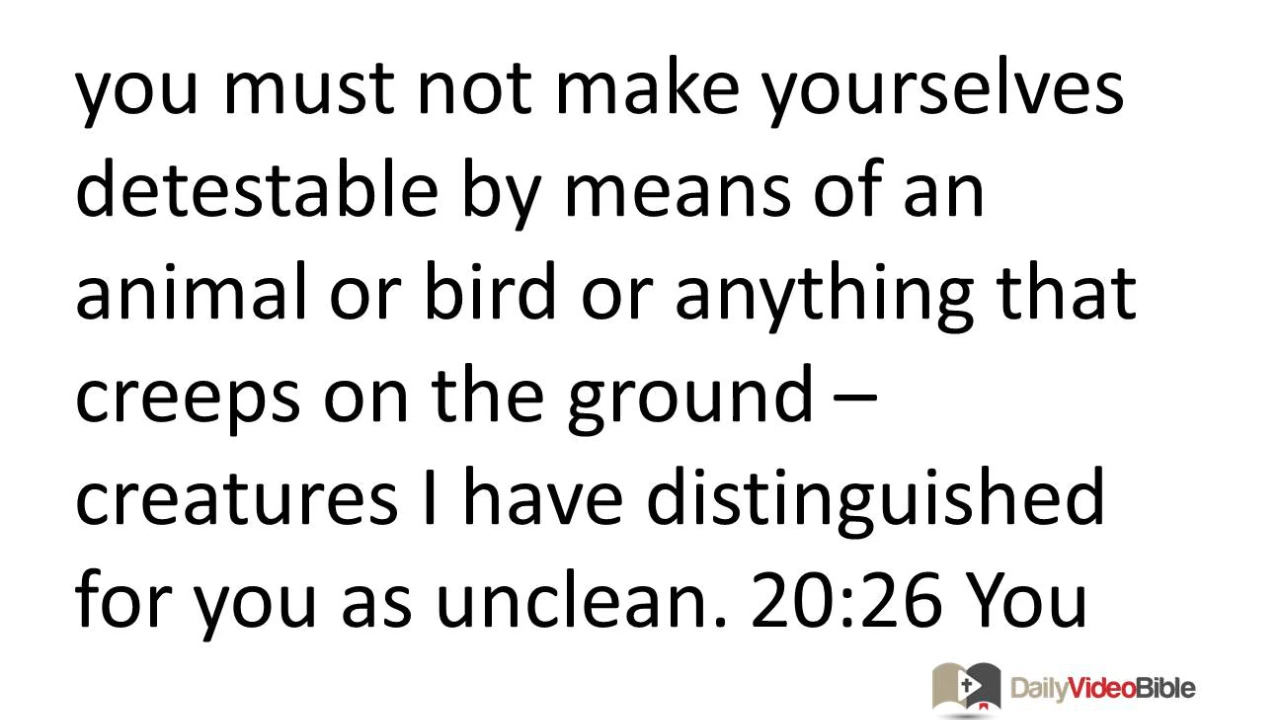 you must not make yourselves
detestable by means of an
animal or bird or anything that
creeps on the ground –
creatures I have distinguished
for you as unclean. 20:26 You
DailyVideoBible